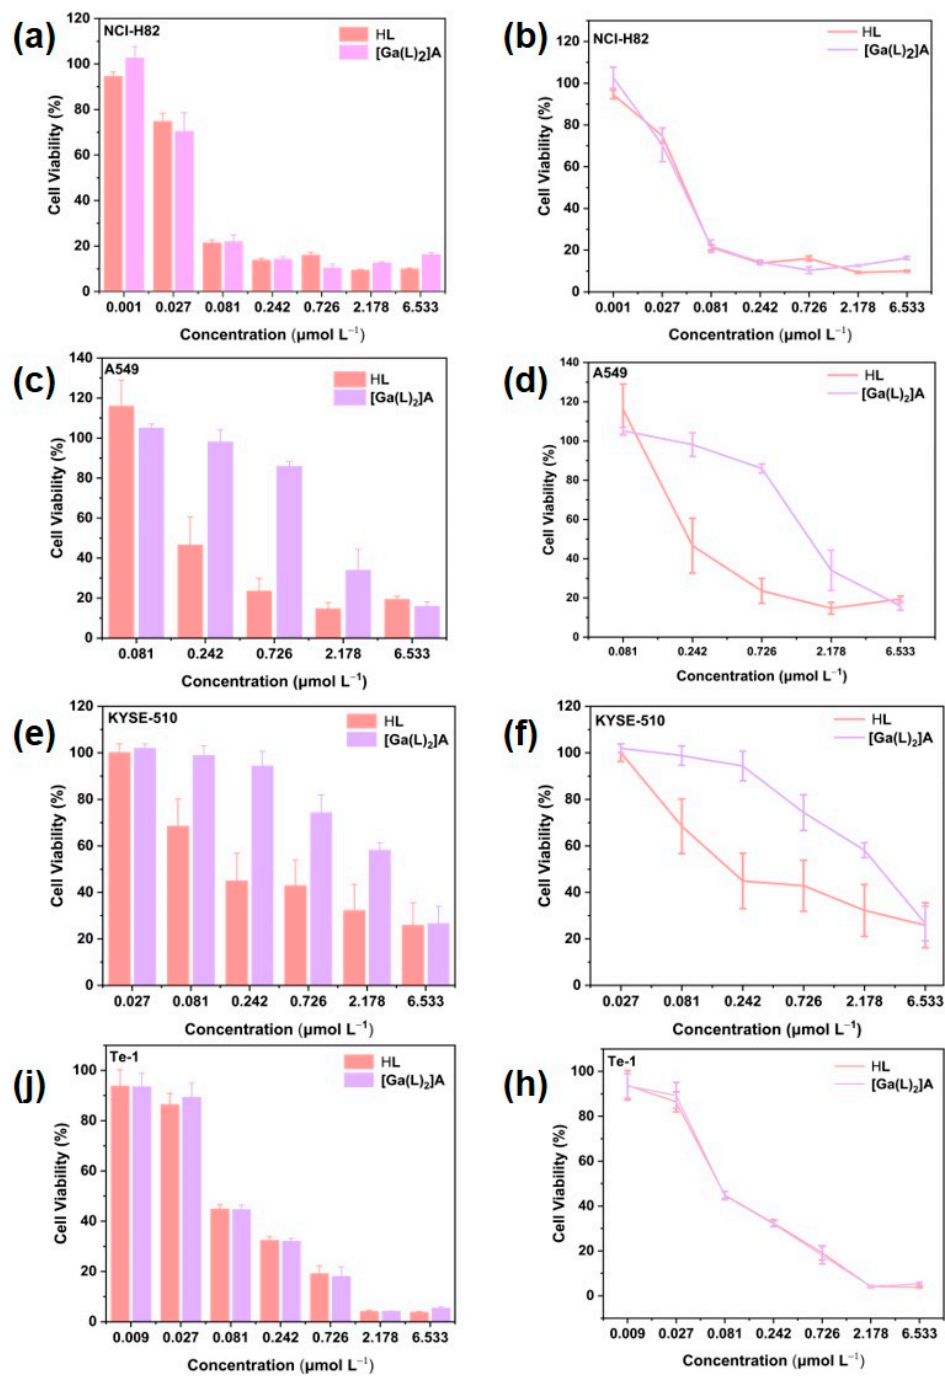 (a)
NCI-H82
HL
[Ga(L)₂]A
120
100
80
60
40
20
0
Cell Viability (%)
0.001 0.027 0.081 0.242 0.726 2.178 6.533
Concentration (µmol L⁻¹)
(b)
NCI-H82
HL
[Ga(L)₂]A
120
100
80
60
40
20
0
Cell Viability (%)
0.001 0.027 0.081 0.242 0.726 2.178 6.533
Concentration (µmol L⁻¹)
(c)
A549
HL
[Ga(L)₂]A
140
120
100
80
60
40
20
0
Cell Viability (%)
0.081 0.242 0.726 2.178 6.533
Concentration (µmol L⁻¹)
(d)
A549
HL
[Ga(L)₂]A
140
120
100
80
60
40
20
0
Cell Viability (%)
0.081 0.242 0.726 2.178 6.533
Concentration (µmol L⁻¹)
(e)
KYSE-510
HL
[Ga(L)₂]A
120
100
80
60
40
20
0
Cell Viability (%)
0.027 0.081 0.242 0.726 2.178 6.533
Concentration (µmol L⁻¹)
(f)
KYSE-510
HL
[Ga(L)₂]A
120
100
80
60
40
20
0
Cell Viability (%)
0.027 0.081 0.242 0.726 2.178 6.533
Concentration (µmol L⁻¹)
(j)
Te-1
HL
[Ga(L)₂]A
100
80
60
40
20
0
Cell Viability (%)
0.009 0.027 0.081 0.242 0.726 2.178 6.533
Concentration (µmol L⁻¹)
(h)
Te-1
HL
[Ga(L)₂]A
100
80
60
40
20
0
Cell Viability (%)
0.009 0.027 0.081 0.242 0.726 2.178 6.533
Concentration (µmol L⁻¹)